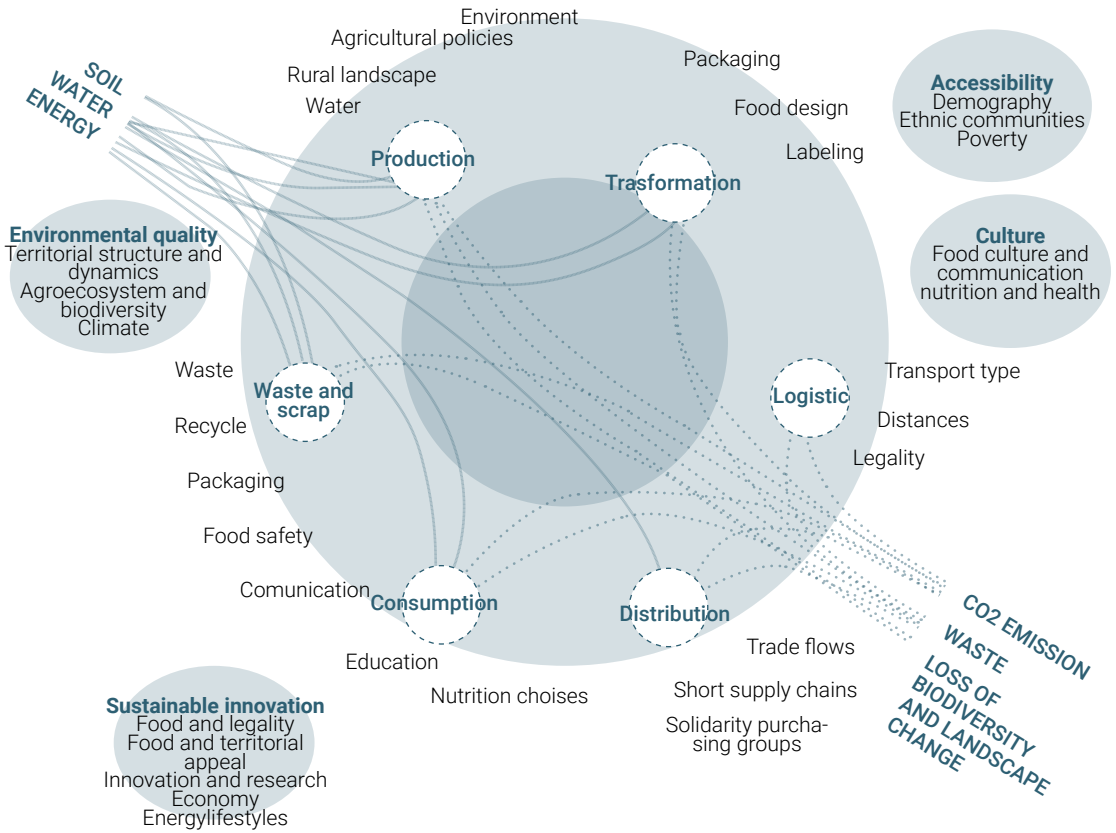 Environment
Agricultural policies
Rural landscape
Water
Packaging
Food design
Labeling
SOIL
WATER
ENERGY
Accessibility
Demography
Ethnic communities
Poverty
Production
Trasformation
Environmental quality
Territorial structure and
dynamics
Agroecosystem and
biodiversity
Climate
Culture
Food culture and
communication
nutrition and health
Waste
Recycle
Packaging
Food safety
Comunication
Education
Nutrition choises
Waste and
scrap
Logistic
Transport type
Distances
Legality
Consumption
Distribution
Trade flows
Short supply chains
Solidarity purcha-
sing groups
CO2 EMISSION
WASTE
LOSS OF
BIODIVERSITY
AND LANDSCAPE
CHANGE
Sustainable innovation
Food and legality
Food and territorial
appeal
Innovation and research
Economy
Energylifestyles